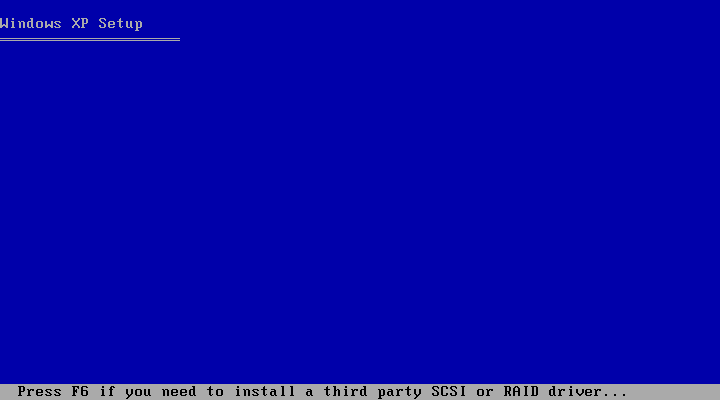 Windows XP Setup
Press F6 if you need to install a third party SCSI or RAID driver...